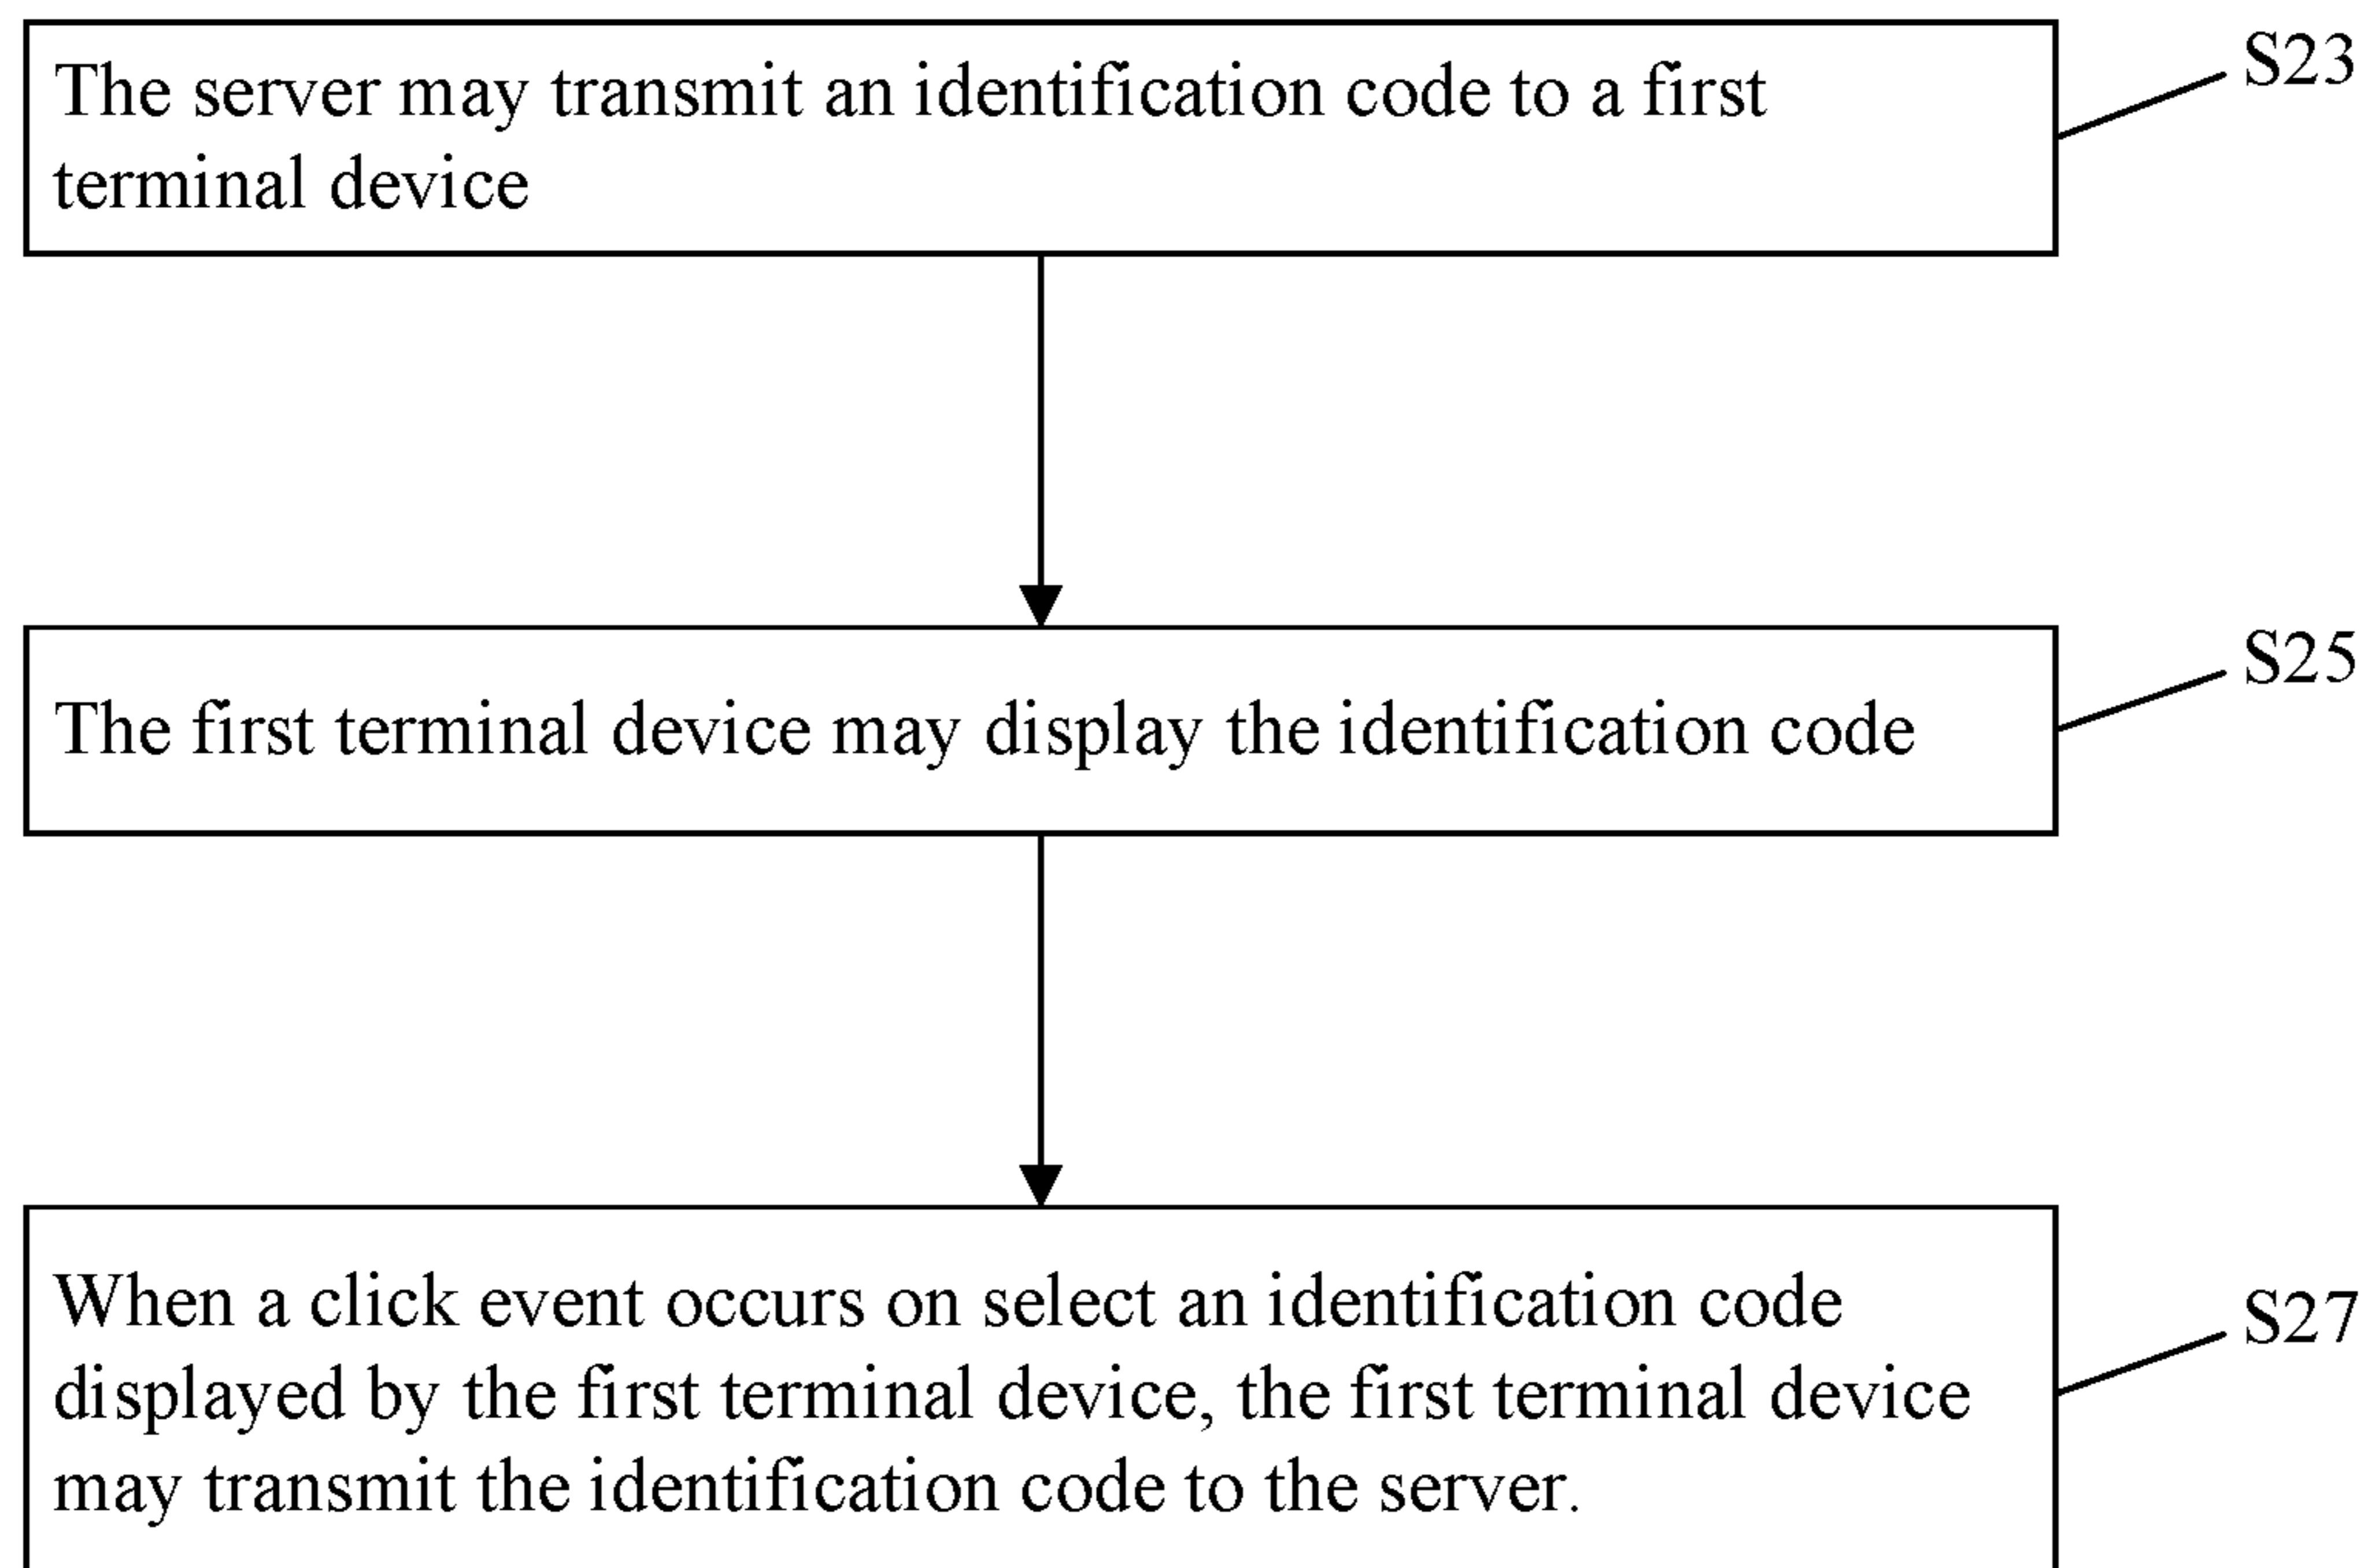 The server may transmit an identification code to a first
terminal device
S23
The first terminal device may display the identification code
S25
When a click event occurs on select an identification code
displayed by the first terminal device, the first terminal device
may transmit the identification code to the server.
S27